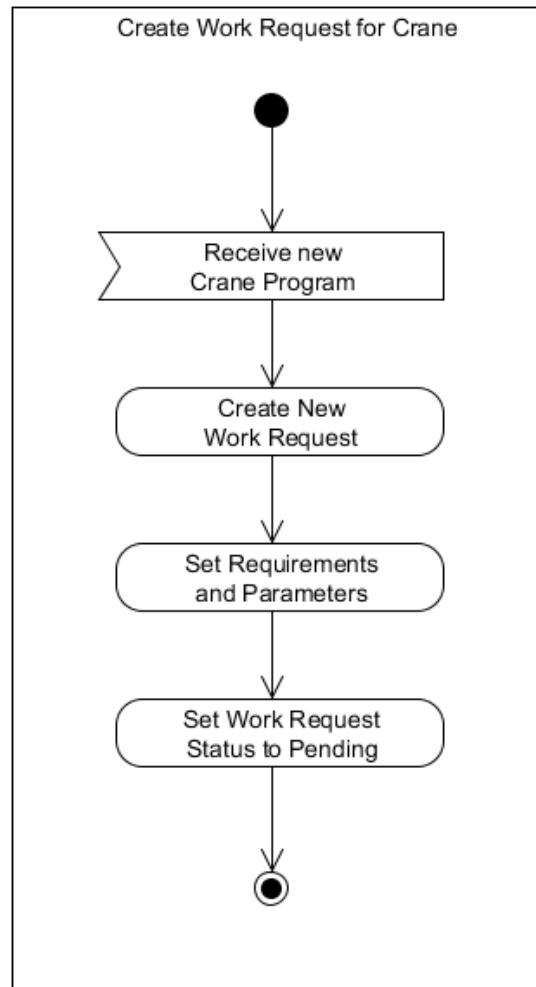 Create Work Request for Crane
Receive new
Crane Program
Create New
Work Request
Set Requirements
and Parameters
Set Work Request
Status to Pending